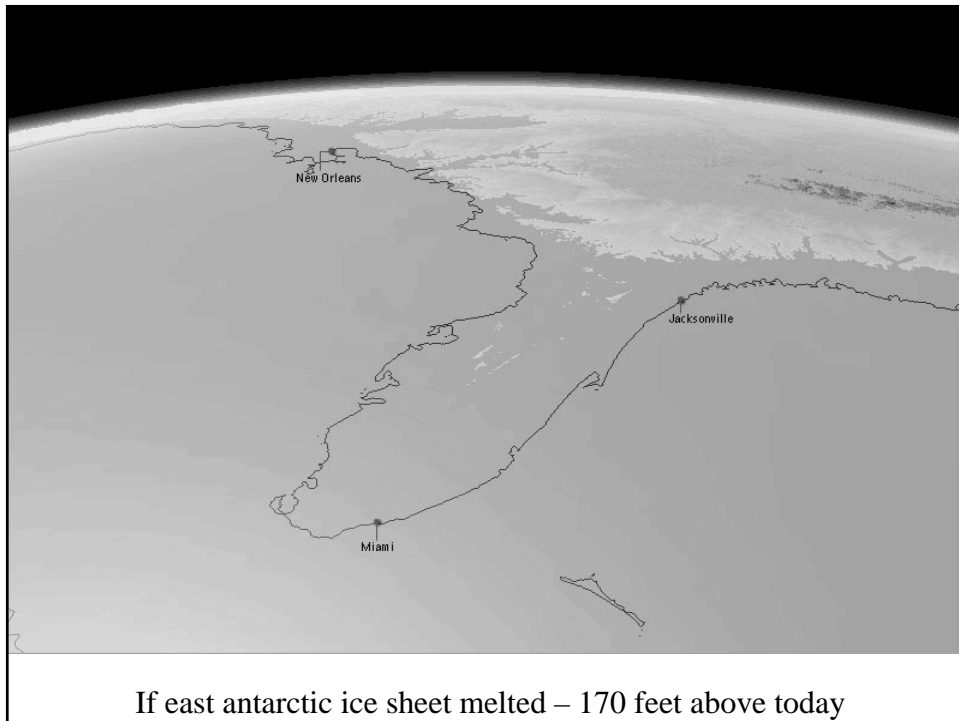 New Orleans
Jacksonville
Miami
If east antarctic ice sheet melted – 170 feet above today